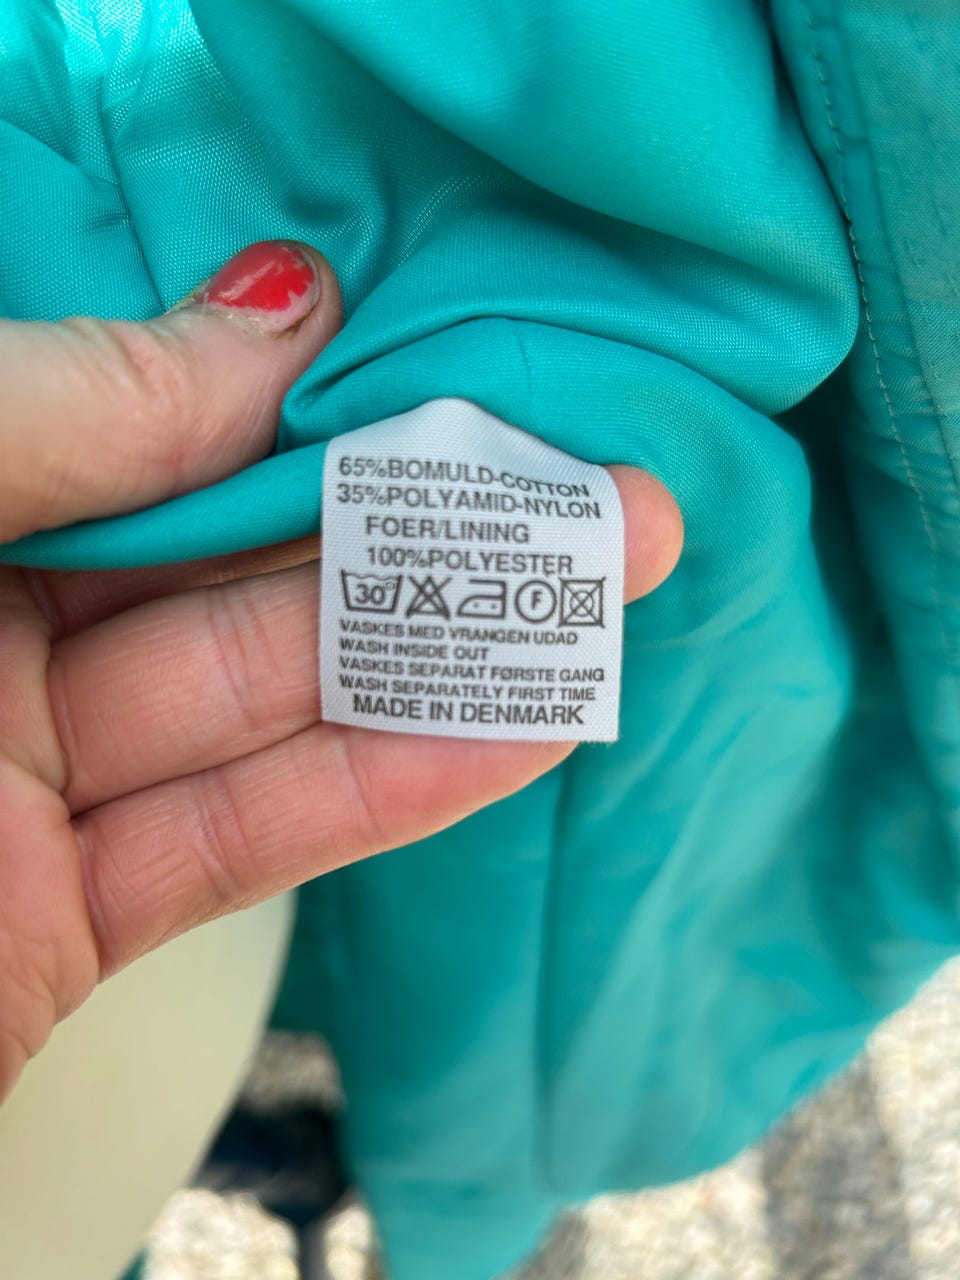 65%BOMULD-COTTON
35%POLYAMID-NYLON
FOER/LINING
100%POLYESTER
30° F
VASKES MED VRANGEN UDAD
WASH INSIDE OUT
VASKES SEPARAT FØRSTE GANG
WASH SEPARATELY FIRST TIME
MADE IN DENMARK